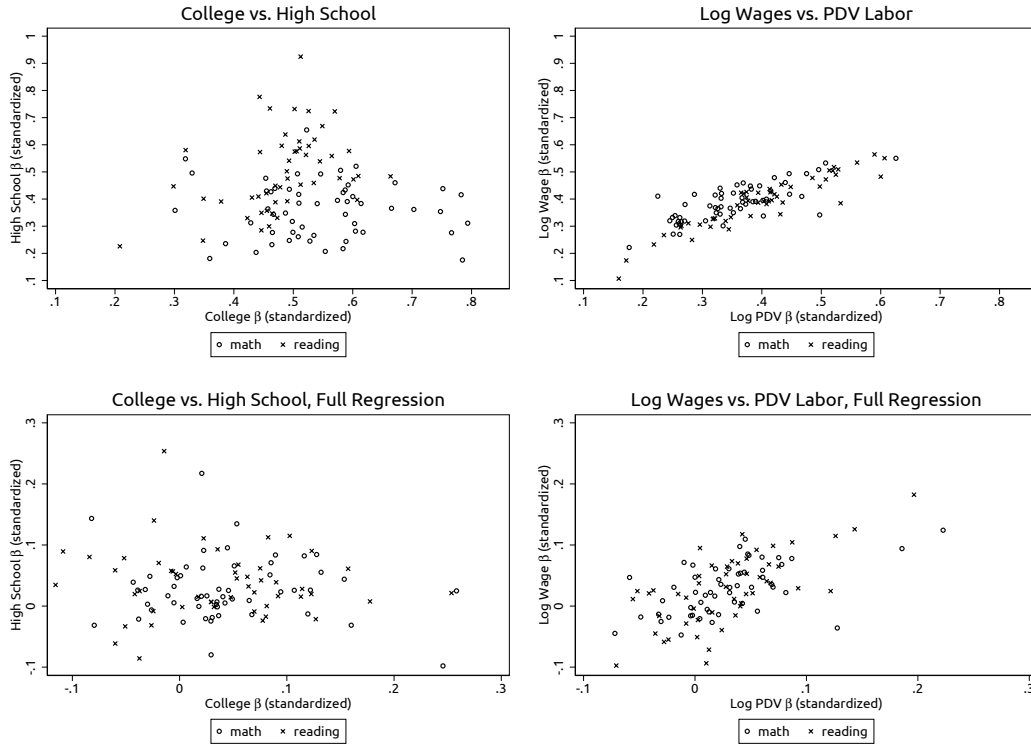 College vs. High School
High School β (standardized)
1
.9
.8
.7
.6
.5
.4
.3
.2
.1
.1 .2 .3 .4 .5 .6 .7 .8
College β (standardized)
math reading
Log Wages vs. PDV Labor
Log Wage β (standardized)
1
.9
.8
.7
.6
.5
.4
.3
.2
.1
.2 .3 .4 .5 .6 .7 .8
Log PDV β (standardized)
math reading
College vs. High School, Full Regression
High School β (standardized)
.3
.2
.1
0
-.1
-.1 0 .1 .2 .3
College β (standardized)
math reading
Log Wages vs. PDV Labor, Full Regression
Log Wage β (standardized)
.3
.2
.1
0
-.1
-.1 0 .1 .2 .3
Log PDV β (standardized)
math reading